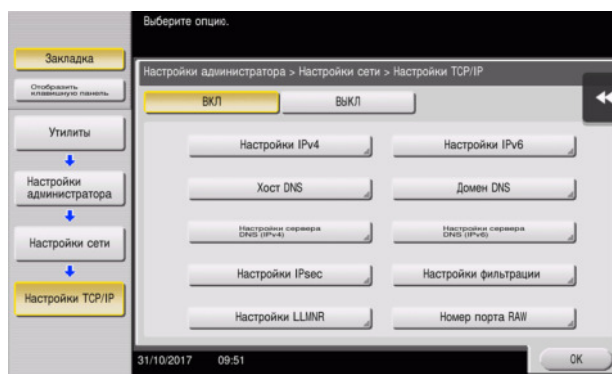 Выберите опцию.
Закладка
Отобразить
клавишную панель
Утилиты
Настройки
администратора
Настройки сети
Настройки TCP/IP
Настройки администратора > Настройки сети > Настройки TCP/IP
ВКЛ
ВЫКЛ
Настройки IPv4
Настройки IPv6
Хост DNS
Домен DNS
Настройки сервера
DNS (IPv4)
Настройки сервера
DNS (IPv6)
Настройки IPsec
Настройки фильтрации
Настройки LLMNR
Номер порта RAW
31/10/2017 09:51
OK